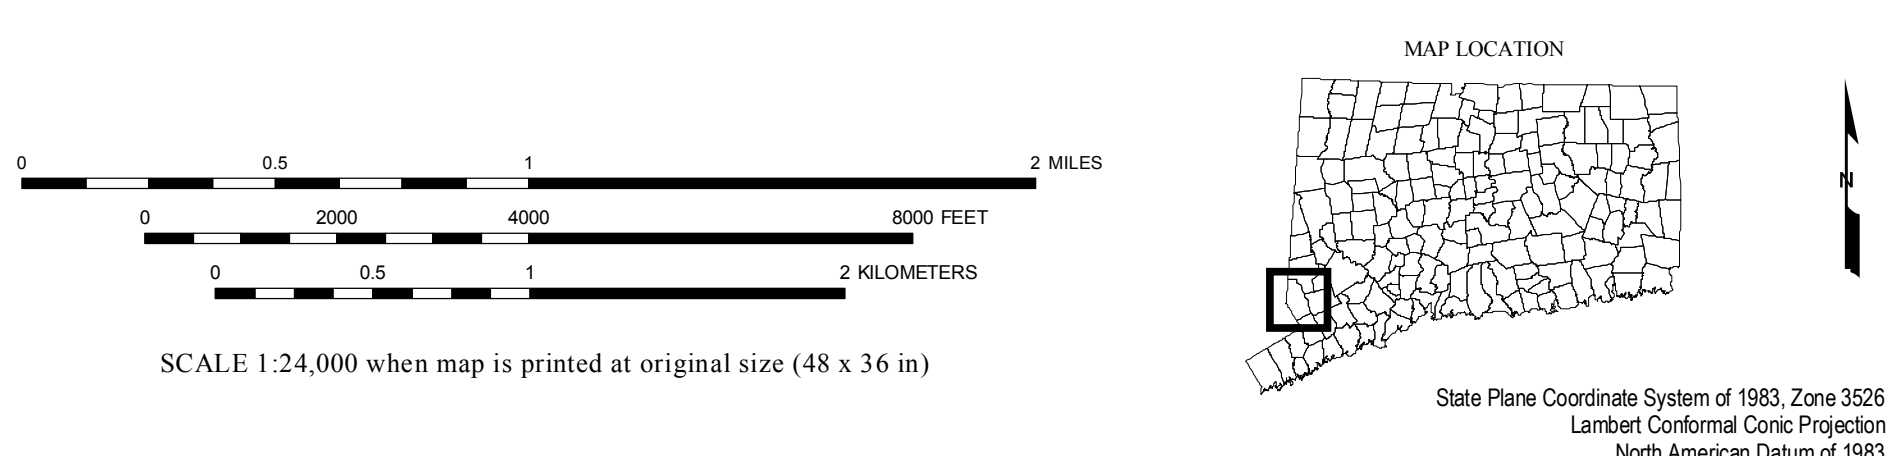 MAP LOCATION
0 0.5 1 2 MILES
0 2000 4000 8000 FEET
0 0.5 1 2 KILOMETERS
SCALE 1:24,000 when map is printed at original size (48 x 36 in)
N
State Plane Coordinate System of 1983, Zone 3526
Lambert Conformal Conic Projection
North American Datum of 1983